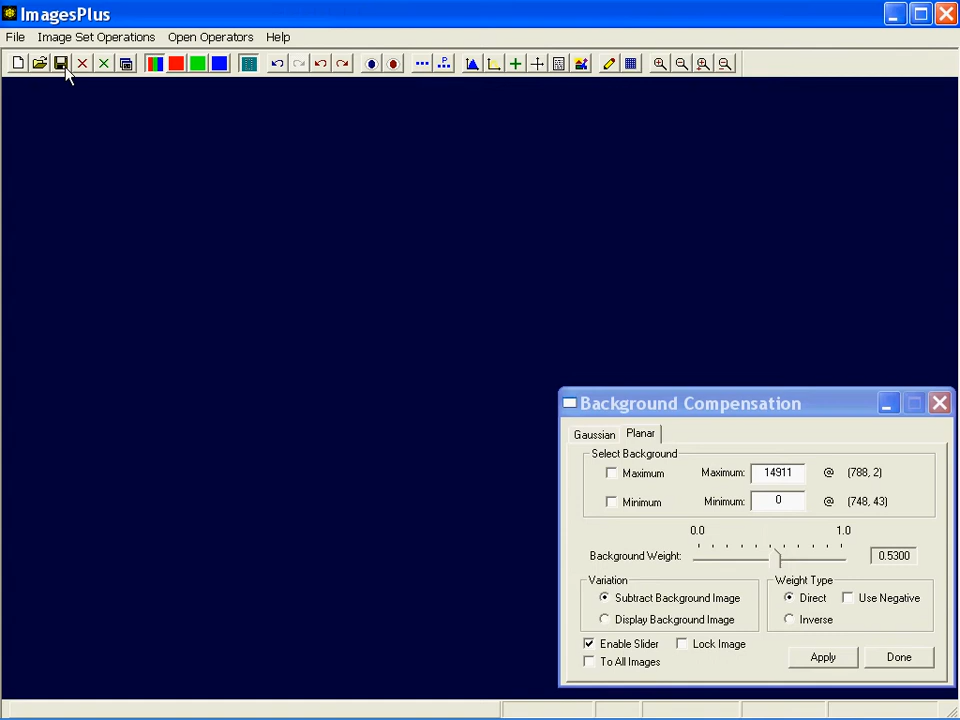 ImagesPlus
File Image Set Operations Open Operators Help
P
Background Compensation
Gaussian Planar
Select Background
Maximum Maximum: 14911 @ (788, 2)
Minimum Minimum: 0 @ (748, 43)
0.0 1.0
Background Weight: 0.5300
Variation Weight Type
Subtract Background Image Direct Use Negative
Display Background Image Inverse
Enable Slider Lock Image
To All Images Apply Done